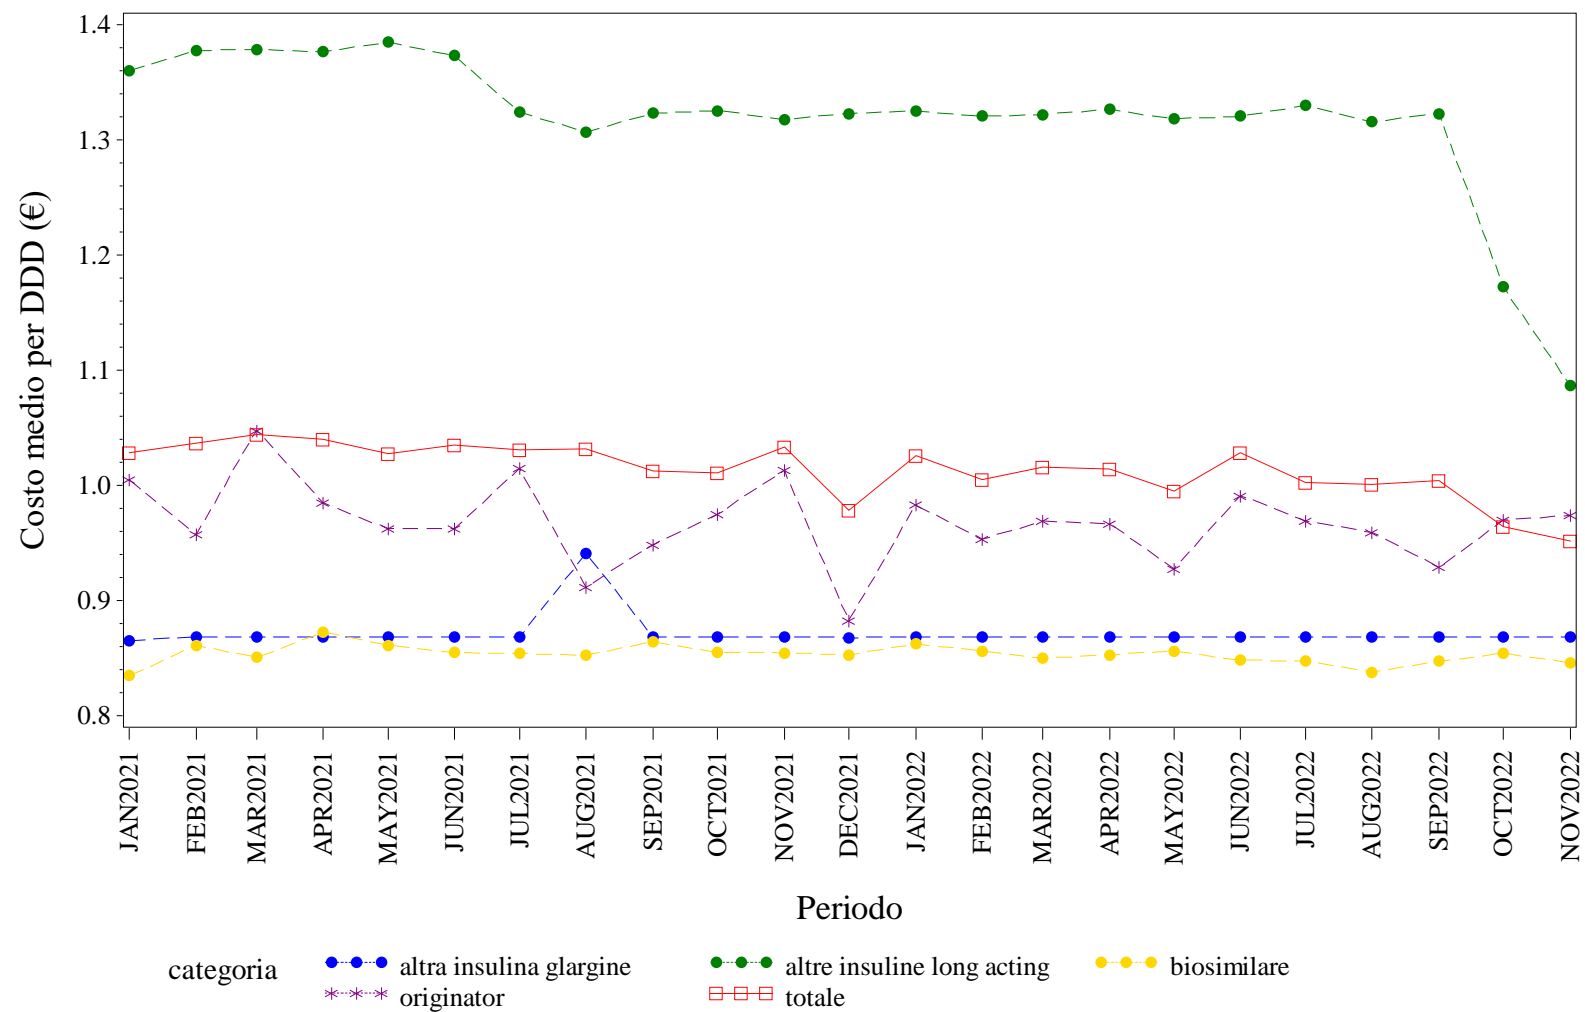 Costo medio per DDD (€)
1.4
1.3
1.2
1.1
1.0
0.9
0.8
JAN2021
FEB2021
MAR2021
APR2021
MAY2021
JUN2021
JUL2021
AUG2021
SEP2021
OCT2021
NOV2021
DEC2021
JAN2022
FEB2022
MAR2022
APR2022
MAY2022
JUN2022
JUL2022
AUG2022
SEP2022
OCT2022
NOV2022
Periodo
categoria
altra insulina glargine
altre insuline long acting
biosimilare
originator
totale